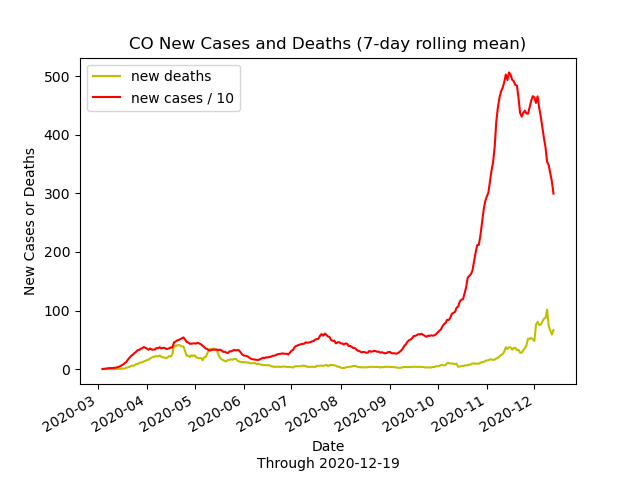 CO New Cases and Deaths (7-day rolling mean)
new deaths
new cases / 10
500
400
300
200
100
0
New Cases or Deaths
2020-03
2020-04
2020-05
2020-06
2020-07
2020-08
2020-09
2020-10
2020-11
2020-12
Date
Through 2020-12-19